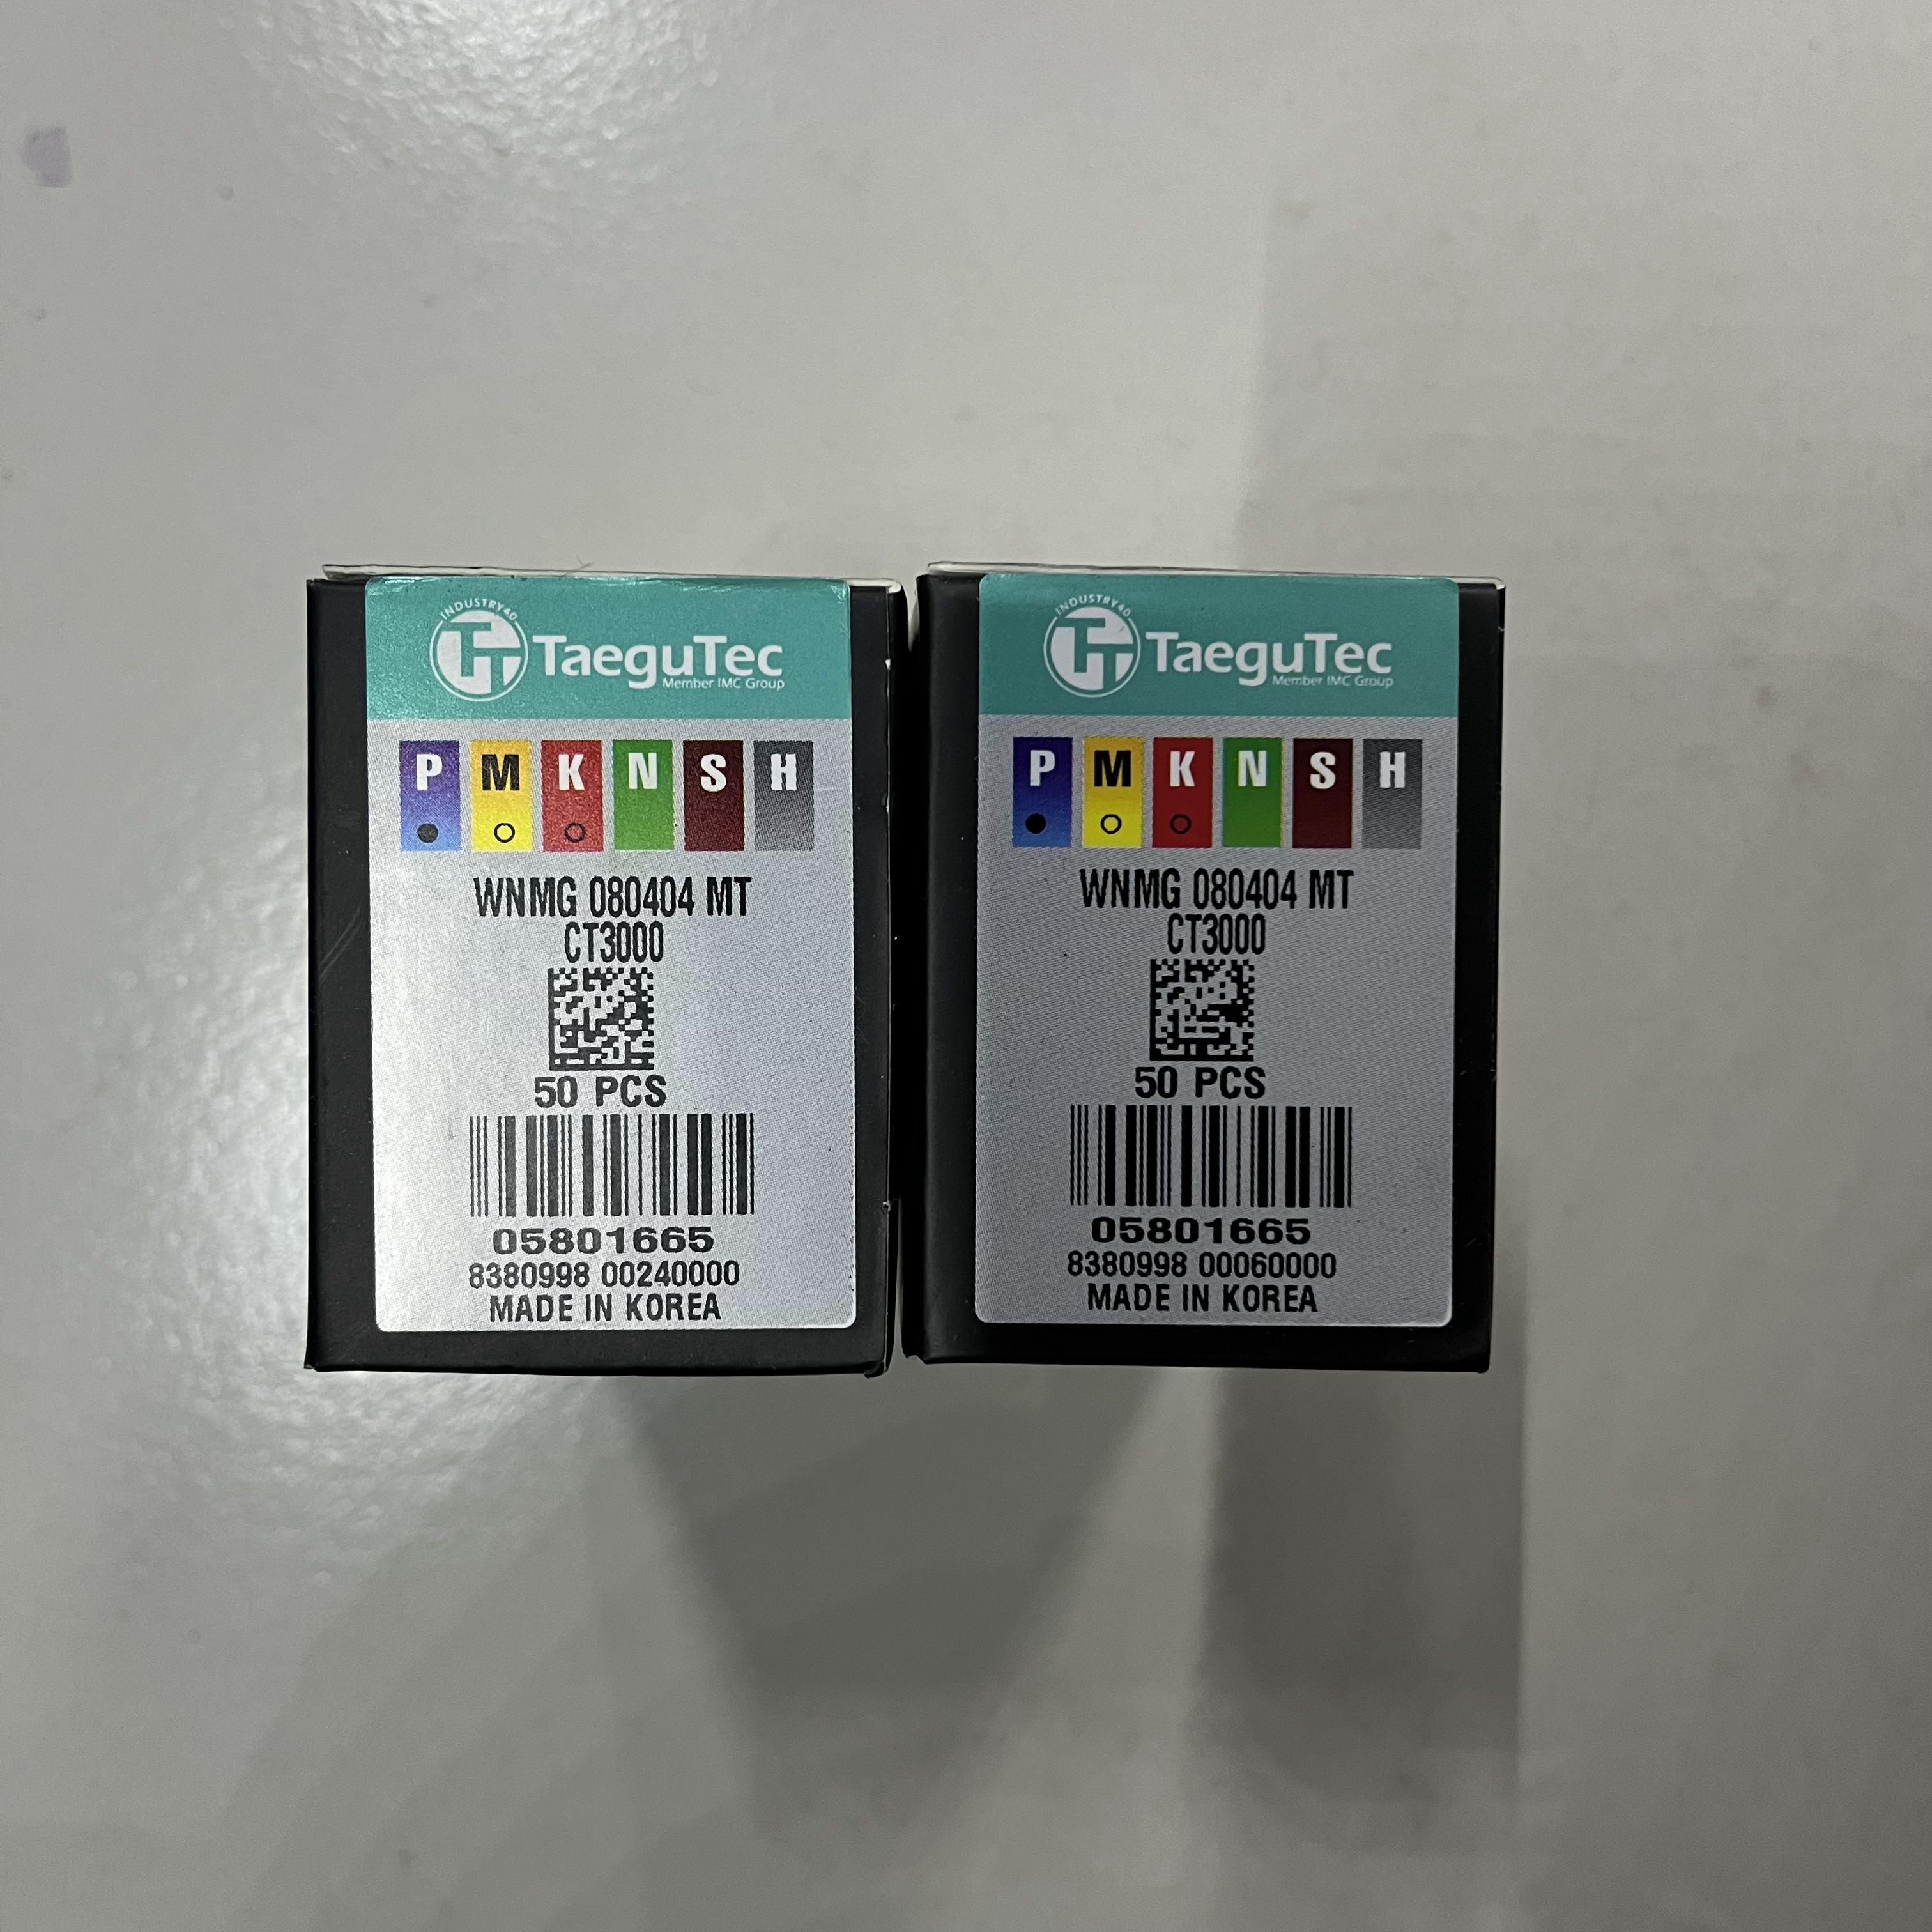 INDUSTRY4.0
TaeguTec
Member IMC Group
P M K N S H
WNMG 080404 MT
CT3000
50 PCS
05801665
8380998 00240000
MADE IN KOREA
INDUSTRY4.0
TaeguTec
Member IMC Group
P M K N S H
WNMG 080404 MT
CT3000
50 PCS
05801665
8380998 00060000
MADE IN KOREA